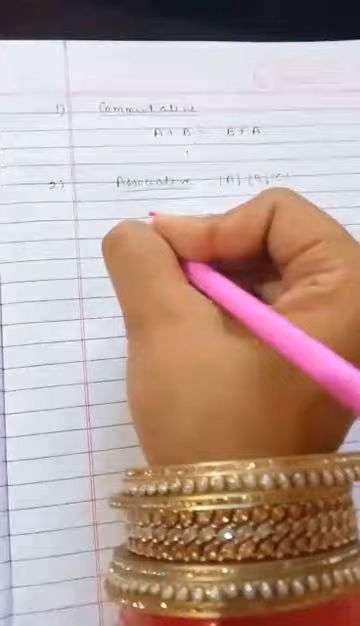 1) Commutative
A + B = B + A
2) Associative